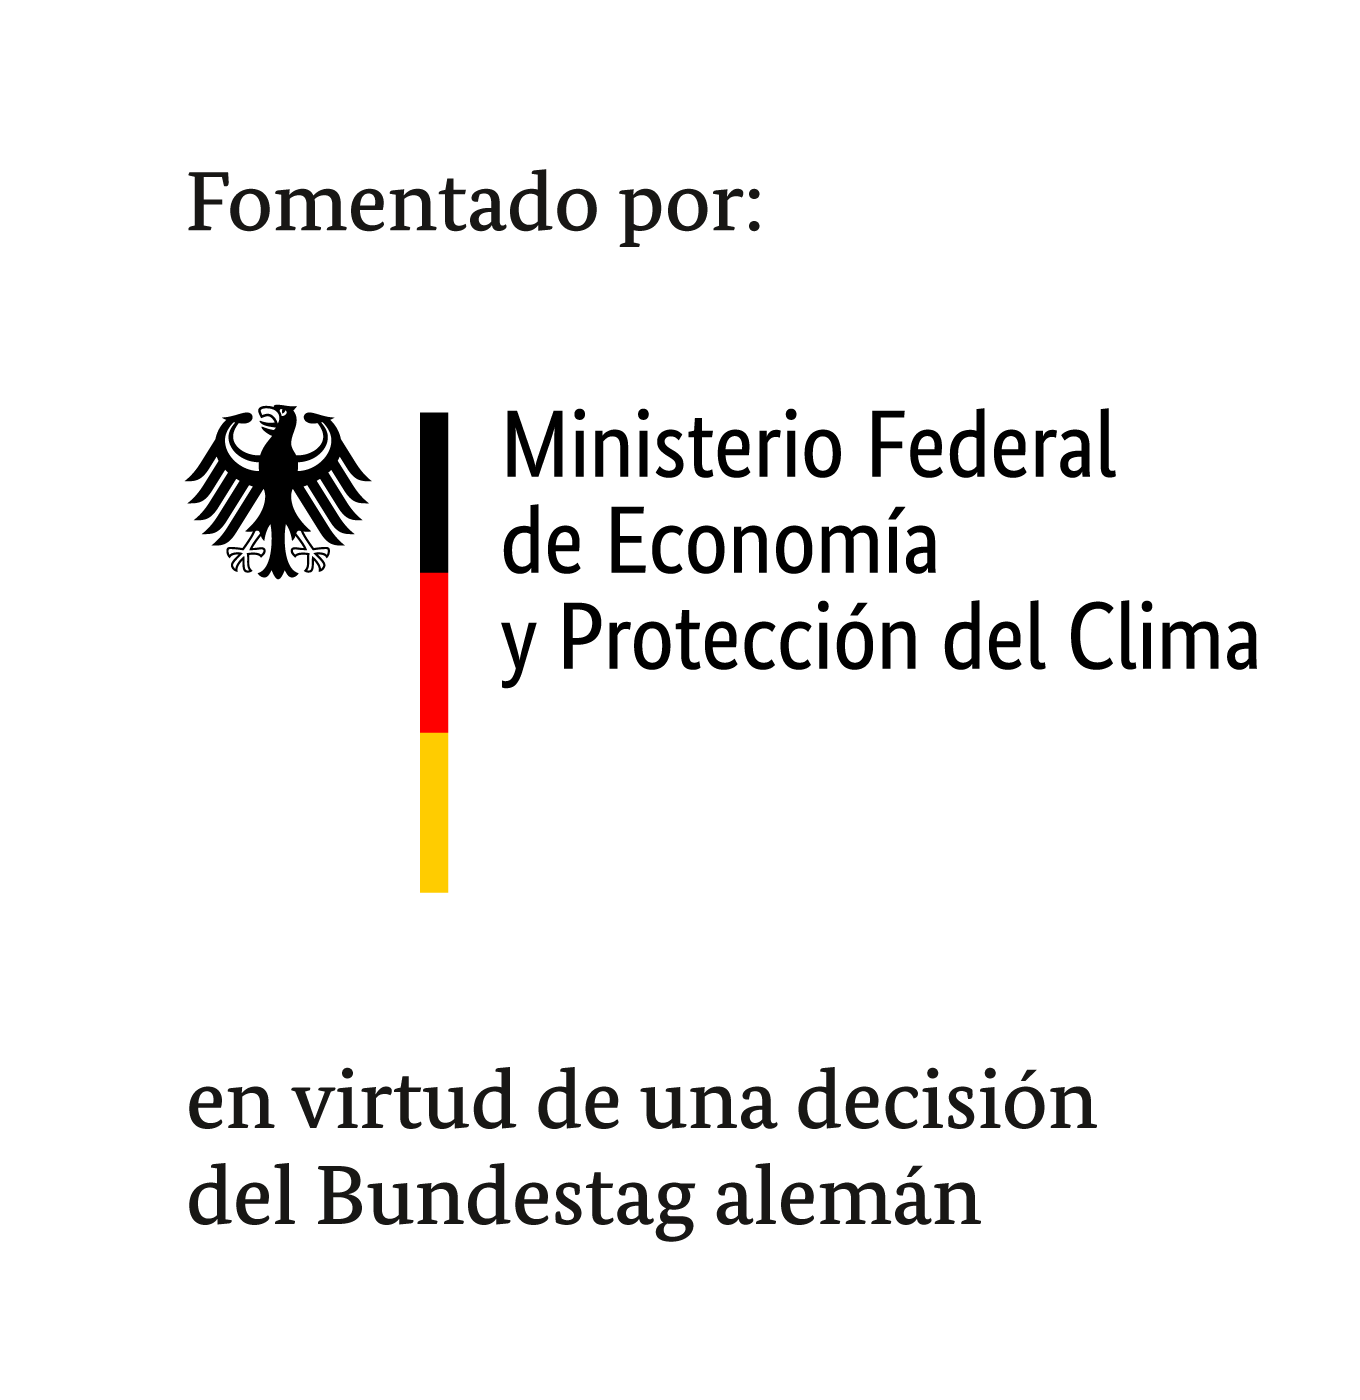 Fomentado por:
Ministerio Federal
de Economía
y Protección del Clima
en virtud de una decisión
del Bundestag alemán